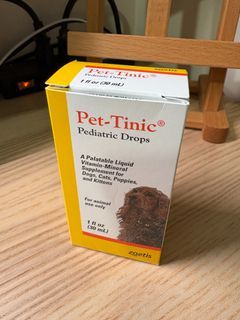 zoetis
Pet-Tinic®
Pediatric Drops
1 fl oz (30 mL)
Pet-Tinic®
Pediatric Drops
A Palatable Liquid
Vitamin-Mineral
Supplement for
Dogs, Cats, Puppies,
and Kittens
For animal
use only
1 fl oz
(30 mL)
zoetis